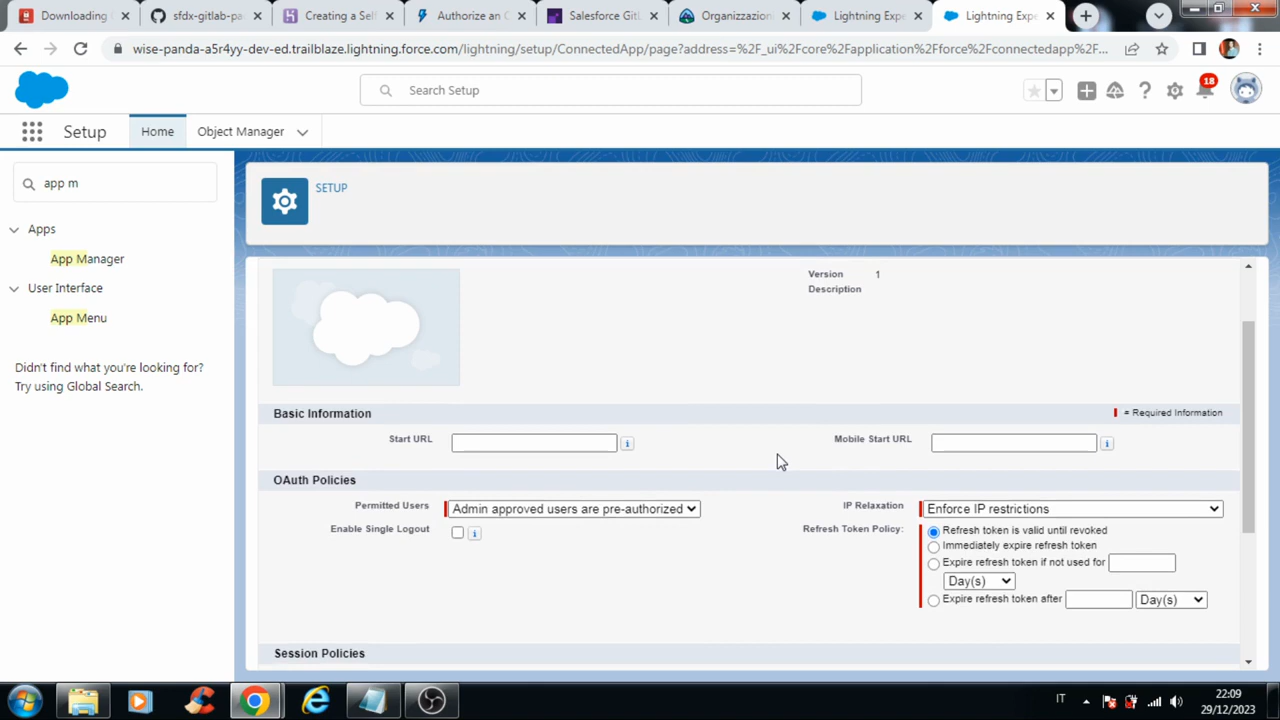 Downloading
sfdx-gitlab-pa
Creating a Sel
Authorize an O
Salesforce GitL
Organizzazion
Lightning Expe
Lightning Expe
wise-panda-a5r4yy-dev-ed.trailblaze.lightning.force.com/lightning/setup/ConnectedApp/page?address=%2F_ui%2Fcore%2Fapplication%2Fforce%2Fconnectedapp%2F...
Search Setup
18
Setup
Home
Object Manager
app m
SETUP
Apps
App Manager
User Interface
App Menu
Didn't find what you're looking for?
Try using Global Search.
Version 1
Description
Basic Information
= Required Information
Start URL
Mobile Start URL
OAuth Policies
Permitted Users Admin approved users are pre-authorized
IP Relaxation Enforce IP restrictions
Enable Single Logout
Refresh Token Policy: Refresh token is valid until revoked
Immediately expire refresh token
Expire refresh token if not used for
Day(s)
Expire refresh token after Day(s)
Session Policies
IT
22:09
29/12/2023